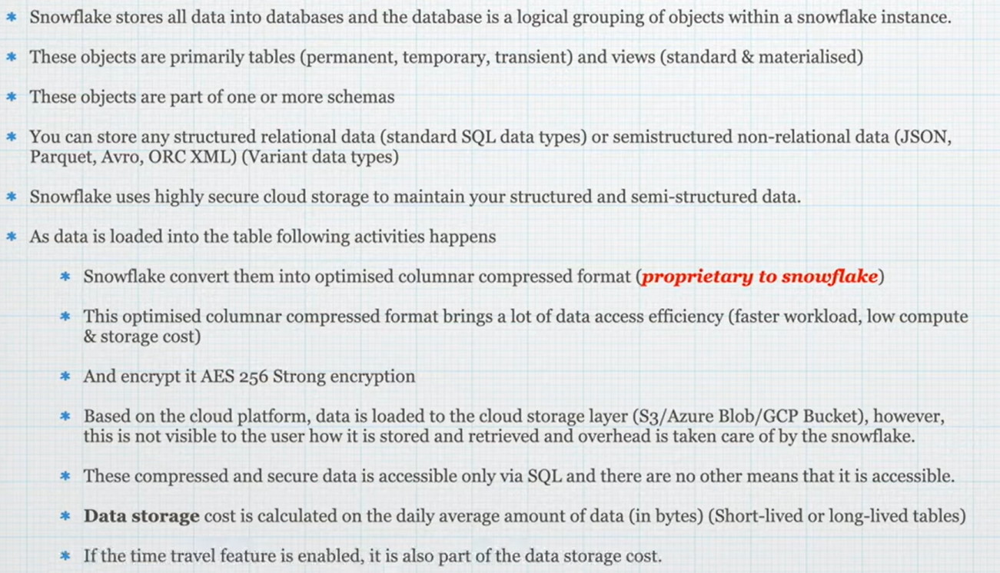 * Snowflake stores all data into databases and the database is a logical grouping of objects within a snowflake instance.
* These objects are primarily tables (permanent, temporary, transient) and views (standard & materialised)
* These objects are part of one or more schemas
* You can store any structured relational data (standard SQL data types) or semistructured non-relational data (JSON,
Parquet, Avro, ORC XML) (Variant data types)
* Snowflake uses highly secure cloud storage to maintain your structured and semi-structured data.
* As data is loaded into the table following activities happens
* Snowflake convert them into optimised columnar compressed format (proprietary to snowflake)
* This optimised columnar compressed format brings a lot of data access efficiency (faster workload, low compute
& storage cost)
* And encrypt it AES 256 Strong encryption
* Based on the cloud platform, data is loaded to the cloud storage layer (S3/Azure Blob/GCP Bucket), however,
this is not visible to the user how it is stored and retrieved and overhead is taken care of by the snowflake.
* These compressed and secure data is accessible only via SQL and there are no other means that it is accessible.
* Data storage cost is calculated on the daily average amount of data (in bytes) (Short-lived or long-lived tables)
* If the time travel feature is enabled, it is also part of the data storage cost.